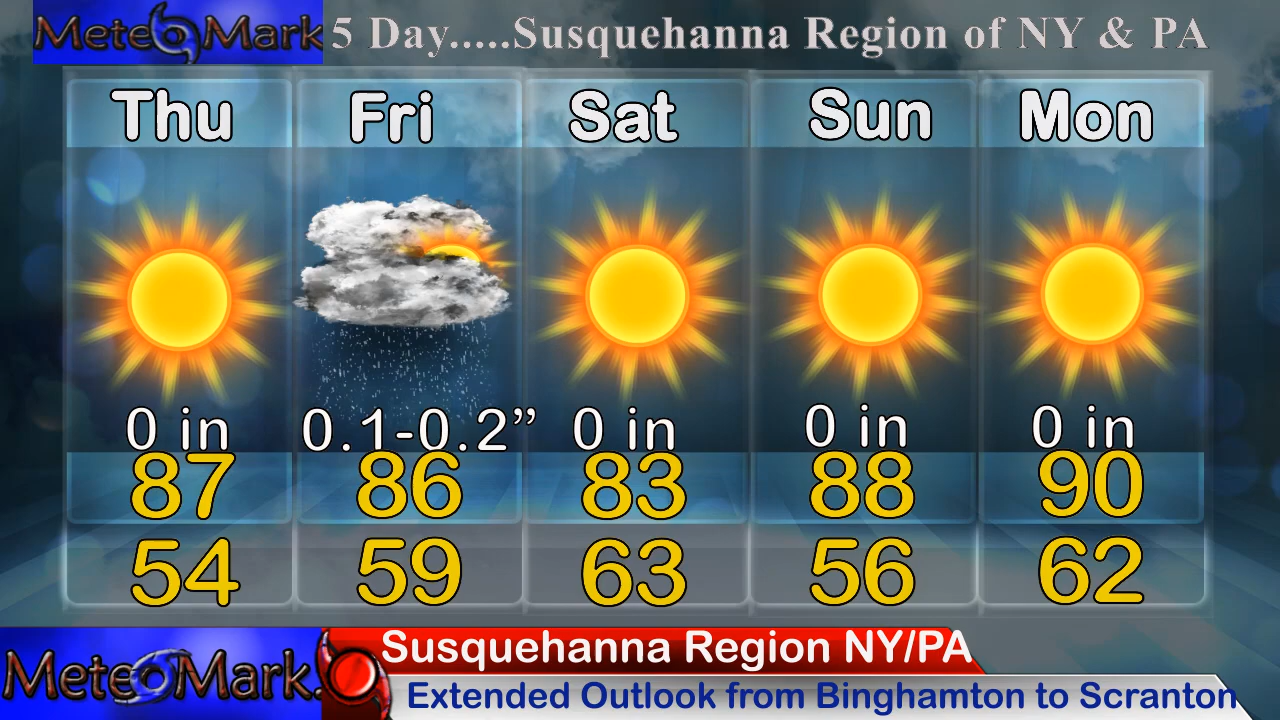 MeteoMark 5 Day.....Susquehanna Region of NY & PA
Thu Fri Sat Sun Mon
0 in 0.1-0.2” 0 in 0 in 0 in
87 86 83 88 90
54 59 63 56 62
Susquehanna Region NY/PA
MeteoMark.
Extended Outlook from Binghamton to Scranton